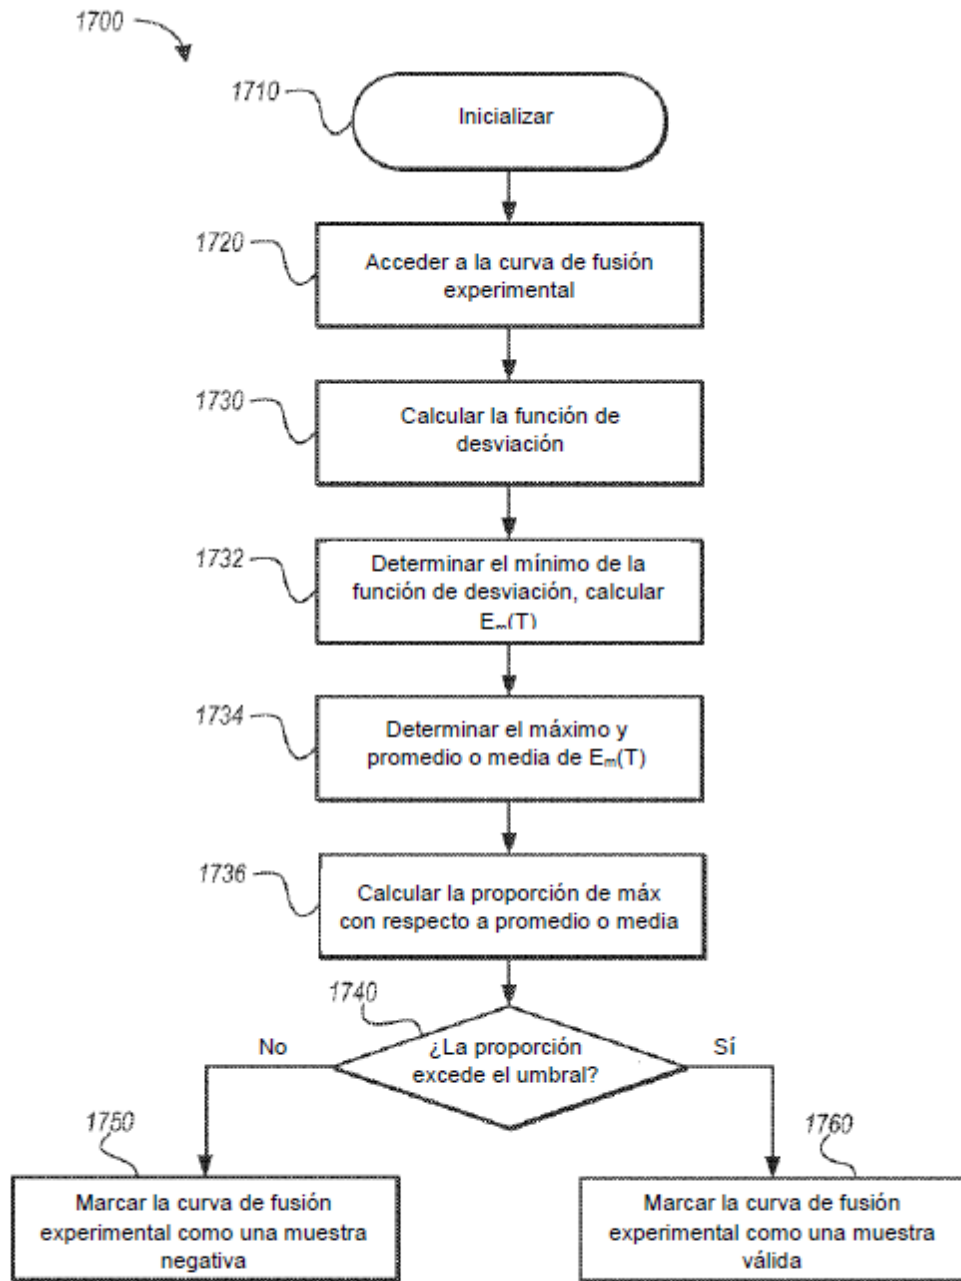 1700
1710
Inicializar
1720
Acceder a la curva de fusión
experimental
1730
Calcular la función de
desviación
1732
Determinar el mínimo de la
función de desviación, calcular
Eₘ(T)
1734
Determinar el máximo y
promedio o media de Eₘ(T)
1736
Calcular la proporción de máx
con respecto a promedio o media
1740
No
¿La proporción
excede el umbral?
Sí
1750
Marcar la curva de fusión
experimental como una muestra
negativa
1760
Marcar la curva de fusión
experimental como una muestra
válida